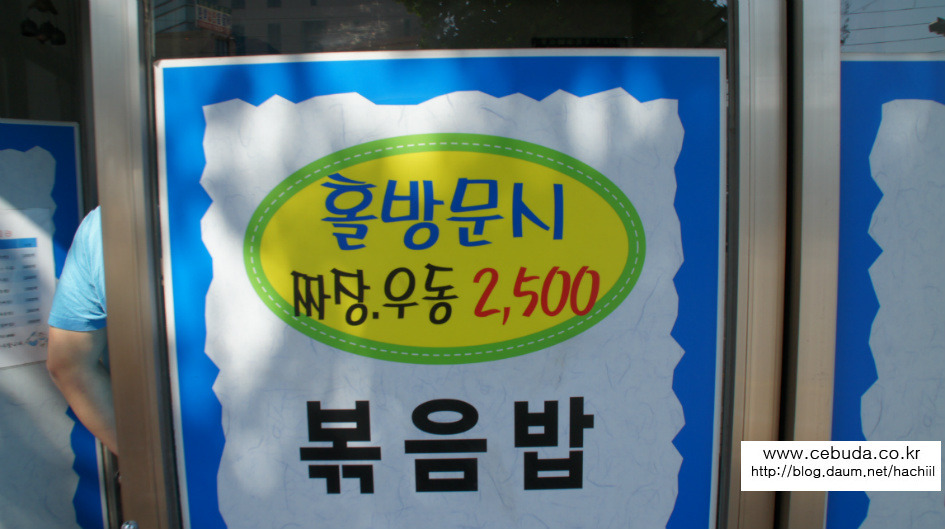 홀방문시
짜장.우동 2,500
볶음밥
www.cebuda.co.kr
http://blog.daum.net/hachiil